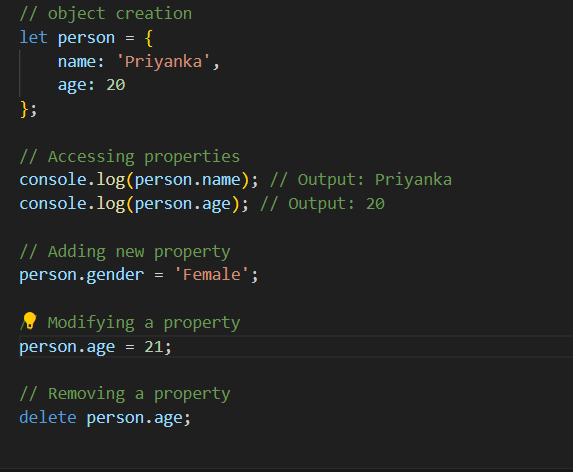 // object creation
let person = {
    name: 'Priyanka',
    age: 20
};
// Accessing properties
console.log(person.name); // Output: Priyanka
console.log(person.age); // Output: 20
// Adding new property
person.gender = 'Female';
/ Modifying a property
person.age = 21;
// Removing a property
delete person.age;